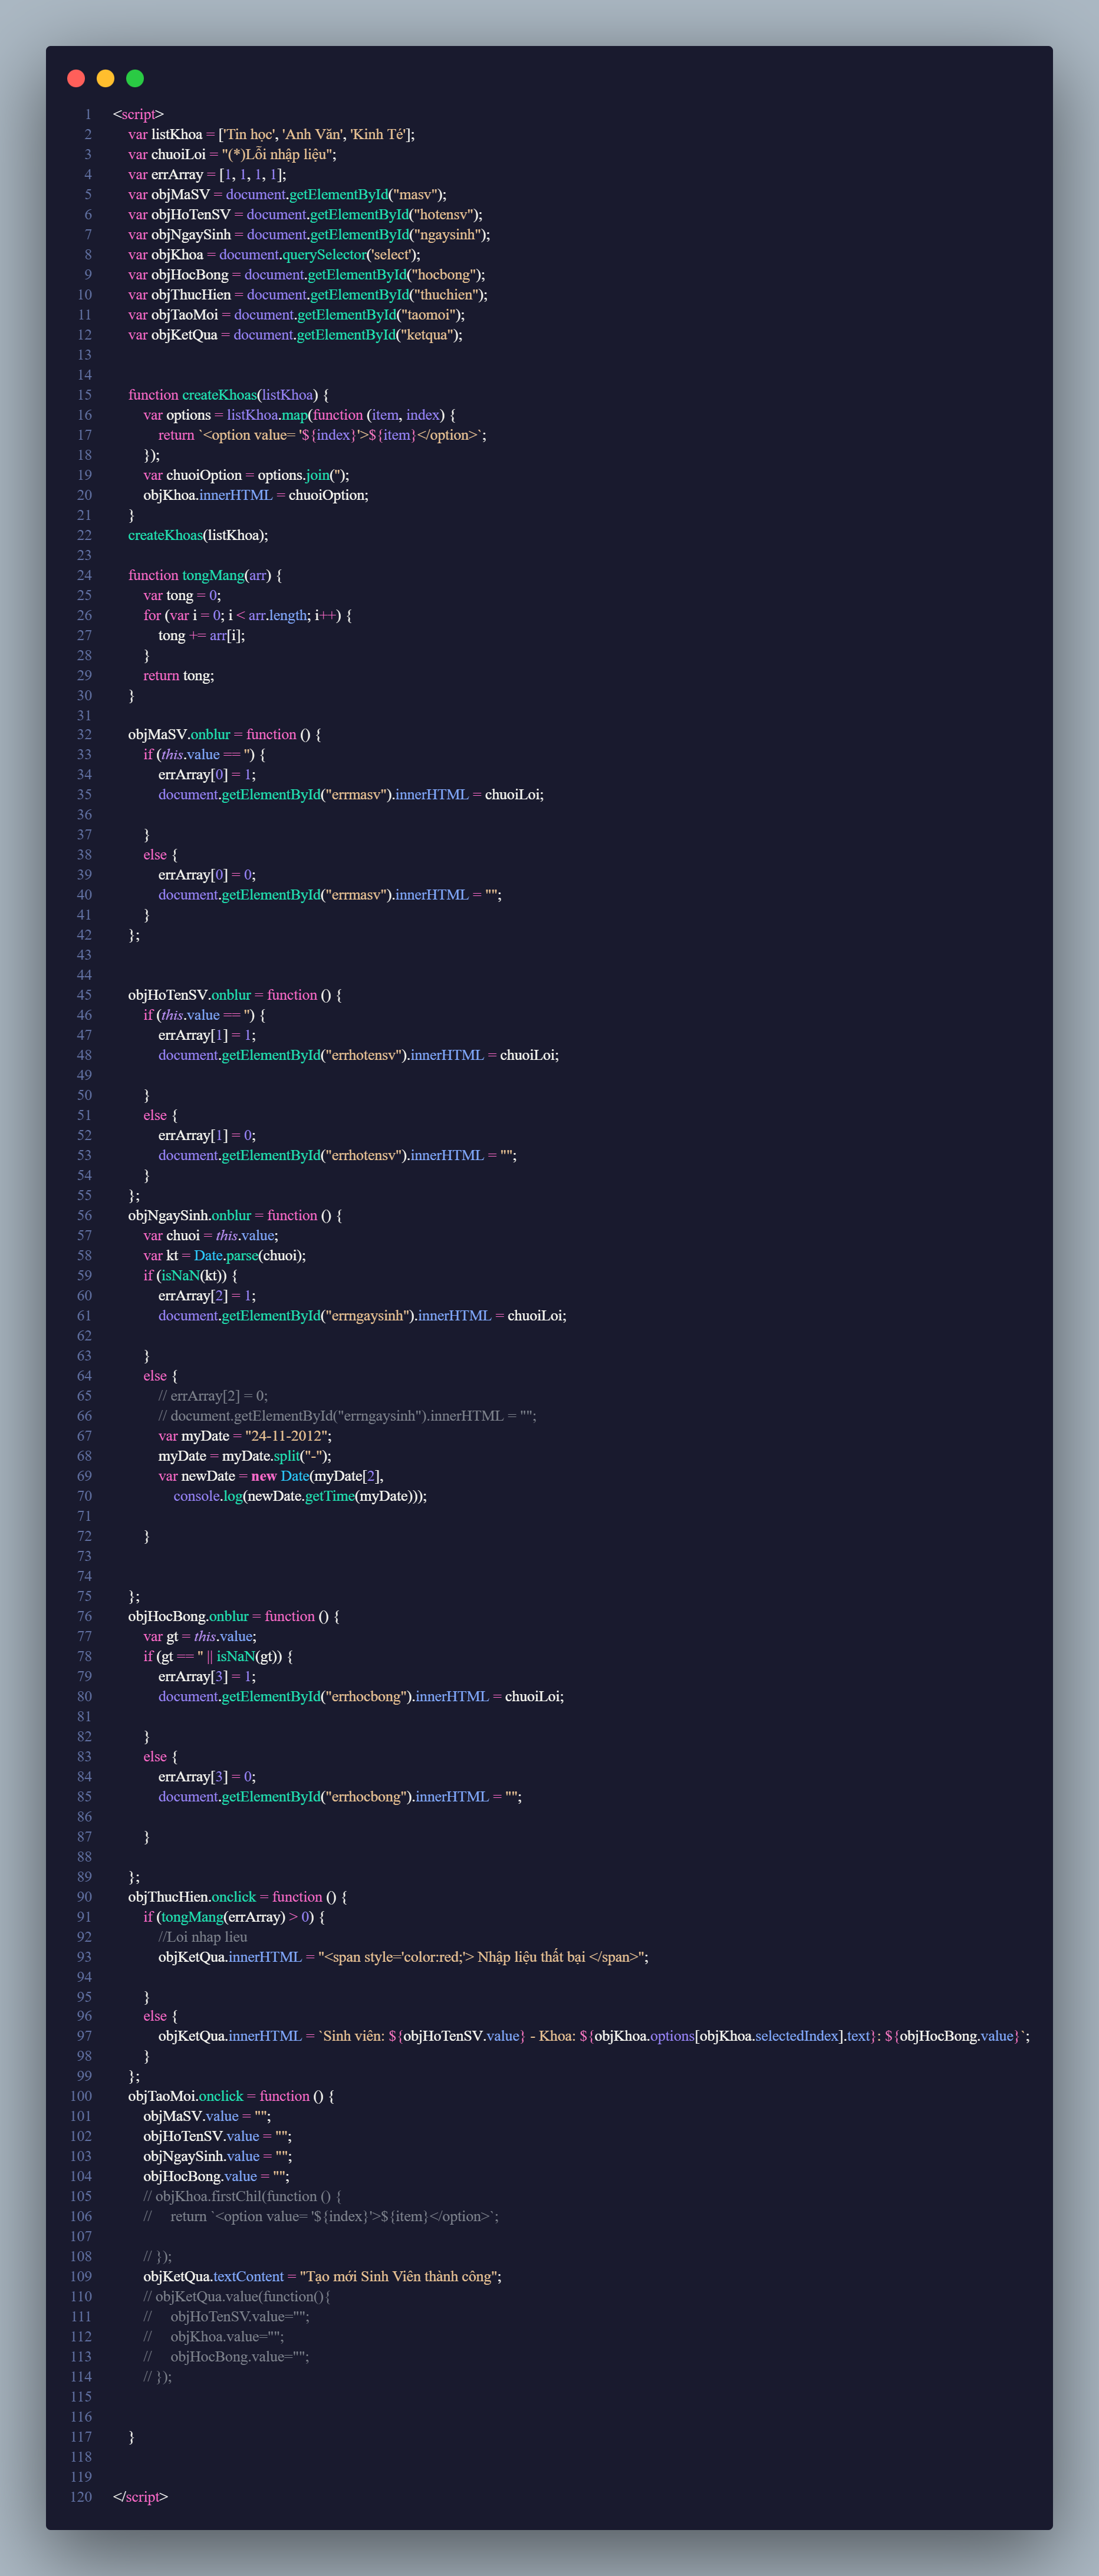 1 <script>
2 var listKhoa = ['Tin học', 'Anh Văn', 'Kinh Tế'];
3 var chuoiLoi = "(*)Lỗi nhập liệu";
4 var errArray = [1, 1, 1, 1];
5 var objMaSV = document.getElementById("masv");
6 var objHoTenSV = document.getElementById("hotensv");
7 var objNgaySinh = document.getElementById("ngaysinh");
8 var objKhoa = document.querySelector('select');
9 var objHocBong = document.getElementById("hocbong");
10 var objThucHien = document.getElementById("thuchien");
11 var objTaoMoi = document.getElementById("taomoi");
12 var objKetQua = document.getElementById("ketqua");
13
14
15 function createKhoas(listKhoa) {
16 var options = listKhoa.map(function (item, index) {
17 return `<option value= '${index}'>${item}</option>`;
18 });
19 var chuoiOption = options.join('');
20 objKhoa.innerHTML = chuoiOption;
21 }
22 createKhoas(listKhoa);
23
24 function tongMang(arr) {
25 var tong = 0;
26 for (var i = 0; i < arr.length; i++) {
27 tong += arr[i];
28 }
29 return tong;
30 }
31
32 objMaSV.onblur = function () {
33 if (this.value == '') {
34 errArray[0] = 1;
35 document.getElementById("errmasv").innerHTML = chuoiLoi;
36
37 }
38 else {
39 errArray[0] = 0;
40 document.getElementById("errmasv").innerHTML = "";
41 }
42 };
43
44
45 objHoTenSV.onblur = function () {
46 if (this.value == '') {
47 errArray[1] = 1;
48 document.getElementById("errhotensv").innerHTML = chuoiLoi;
49
50 }
51 else {
52 errArray[1] = 0;
53 document.getElementById("errhotensv").innerHTML = "";
54 }
55 };
56 objNgaySinh.onblur = function () {
57 var chuoi = this.value;
58 var kt = Date.parse(chuoi);
59 if (isNaN(kt)) {
60 errArray[2] = 1;
61 document.getElementById("errngaysinh").innerHTML = chuoiLoi;
62
63 }
64 else {
65 // errArray[2] = 0;
66 // document.getElementById("errngaysinh").innerHTML = "";
67 var myDate = "24-11-2012";
68 myDate = myDate.split("-");
69 var newDate = new Date(myDate[2],
70 console.log(newDate.getTime(myDate)));
71
72 }
73
74
75 };
76 objHocBong.onblur = function () {
77 var gt = this.value;
78 if (gt == '' || isNaN(gt)) {
79 errArray[3] = 1;
80 document.getElementById("errhocbong").innerHTML = chuoiLoi;
81
82 }
83 else {
84 errArray[3] = 0;
85 document.getElementById("errhocbong").innerHTML = "";
86
87 }
88
89 };
90 objThucHien.onclick = function () {
91 if (tongMang(errArray) > 0) {
92 //Loi nhap lieu
93 objKetQua.innerHTML = "<span style='color:red;'> Nhập liệu thất bại </span>";
94
95 }
96 else {
97 objKetQua.innerHTML = `Sinh viên: ${objHoTenSV.value} - Khoa: ${objKhoa.options[objKhoa.selectedIndex].text}: ${objHocBong.value}`;
98 }
99 };
100 objTaoMoi.onclick = function () {
101 objMaSV.value = "";
102 objHoTenSV.value = "";
103 objNgaySinh.value = "";
104 objHocBong.value = "";
105 // objKhoa.firstChil(function () {
106 // return `<option value= '${index}'>${item}</option>`;
107
108 // });
109 objKetQua.textContent = "Tạo mới Sinh Viên thành công";
110 // objKetQua.value(function(){
111 // objHoTenSV.value="";
112 // objKhoa.value="";
113 // objHocBong.value="";
114 // });
115
116
117 }
118
119
120 </script>